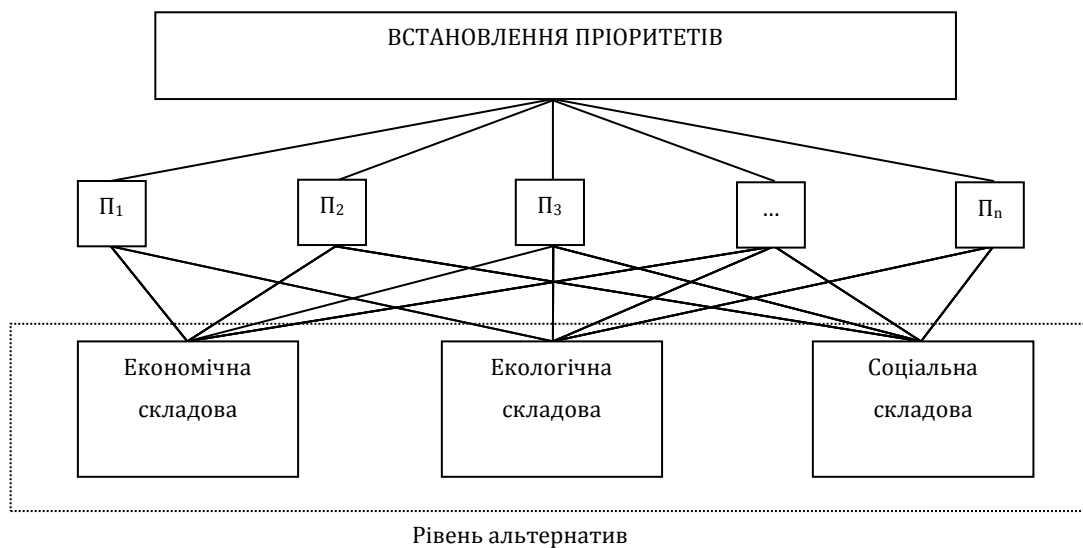 ВСТАНОВЛЕННЯ ПРІОРИТЕТІВ
П₁
П₂
П₃
...
Пₙ
Економічна
складова
Екологічна
складова
Соціальна
складова
Рівень альтернатив